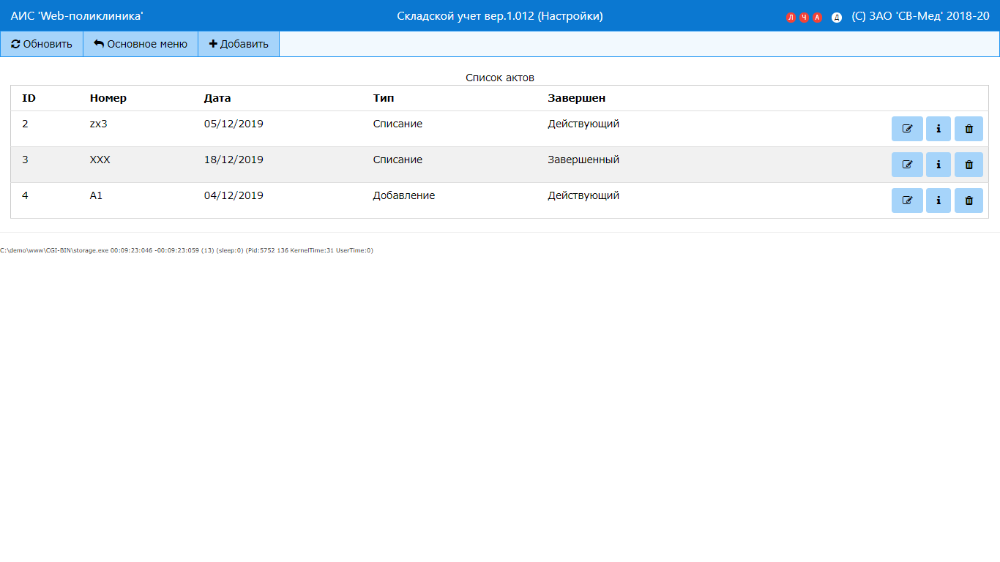 АИС 'Web-поликлиника' Складской учет вер.1.012 (Настройки) Л Ч А Д (C) ЗАО 'СВ-Мед' 2018-20
Обновить Основное меню Добавить
Список актов
ID Номер Дата Тип Завершен
2 zx3 05/12/2019 Списание Действующий
3 XXX 18/12/2019 Списание Завершенный
4 A1 04/12/2019 Добавление Действующий
C:\demo\www\CGI-BIN\storage.exe 00:09:23:046 -00:09:23:059 (13) (sleep:0) (Pid:5752 136 KernelTime:31 UserTime:0)